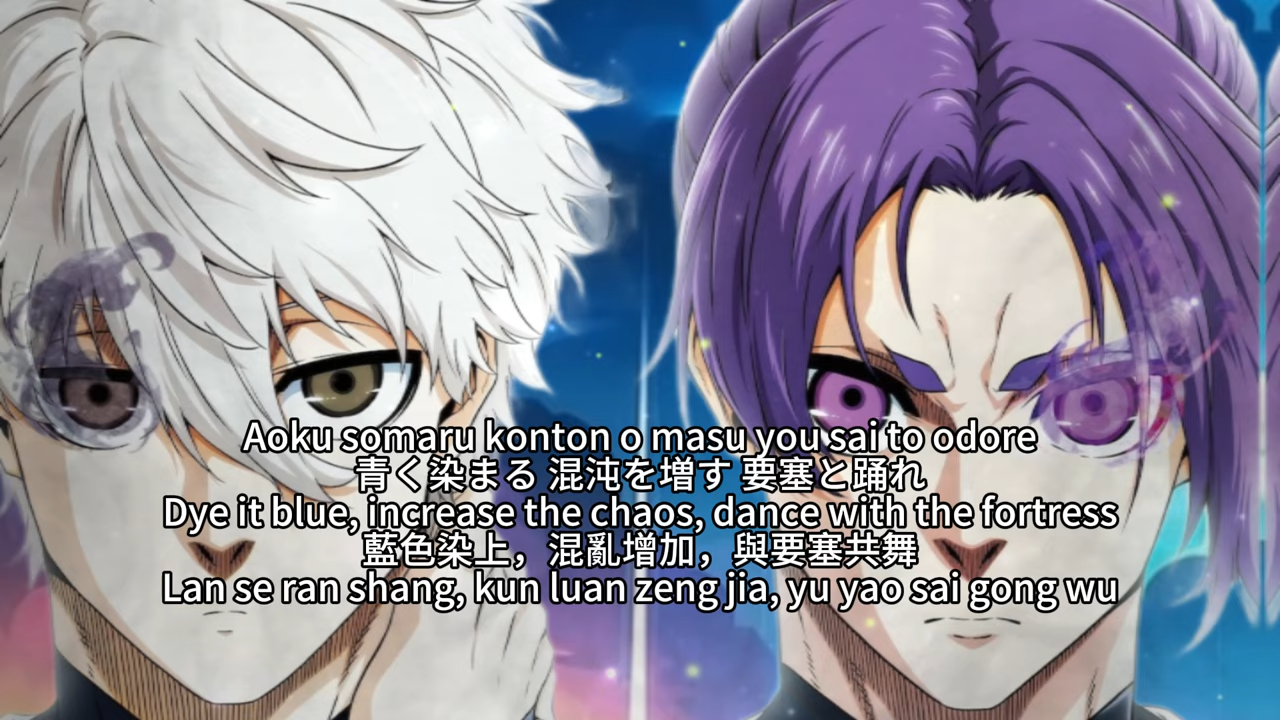 Aoku somaru konton o masu you sai to odore
青く染まる 混沌を増す 要塞と踊れ
Dye it blue, increase the chaos, dance with the fortress
藍色染上，混亂增加，與要塞共舞
Lan se ran shang, kun luan zeng jia, yu yao sai gong wu